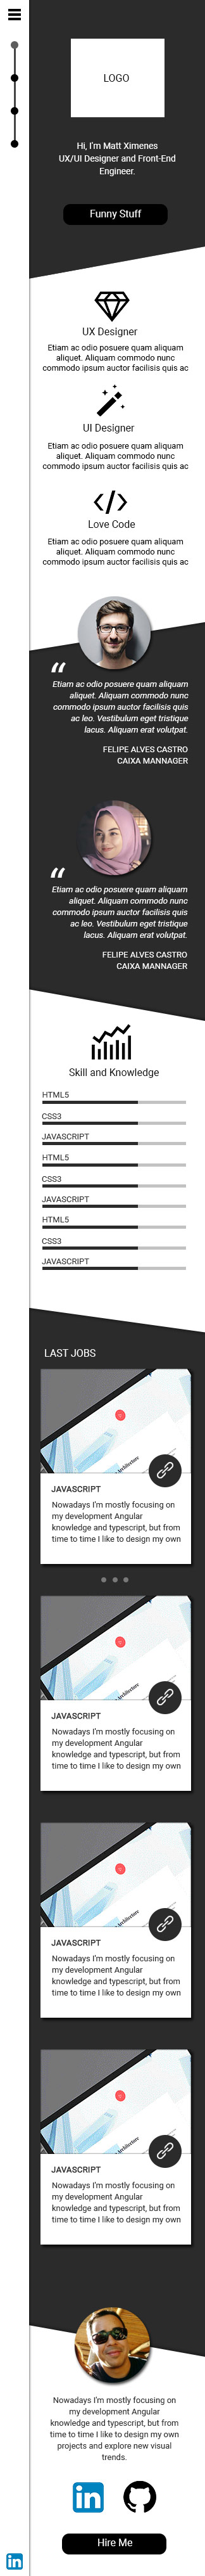 LOGO
Hi, I'm Matt Ximenes
UX/UI Designer and Front-End
Engineer.
Funny Stuff
UX Designer
Etiam ac odio posuere quam aliquam
aliquet. Aliquam commodo nunc
commodo ipsum auctor facilisis quis ac
UI Designer
Etiam ac odio posuere quam aliquam
aliquet. Aliquam commodo nunc
commodo ipsum auctor facilisis quis ac
</>
Love Code
Etiam ac odio posuere quam aliquam
aliquet. Aliquam commodo nunc
commodo ipsum auctor facilisis quis ac
“
Etiam ac odio posuere quam aliquam
aliquet. Aliquam commodo nunc
commodo ipsum auctor facilisis quis
ac leo. Vestibulum eget tristique
lacus. Aliquam erat volutpat.
FELIPE ALVES CASTRO
CAIXA MANNAGER
“
Etiam ac odio posuere quam aliquam
aliquet. Aliquam commodo nunc
commodo ipsum auctor facilisis quis
ac leo. Vestibulum eget tristique
lacus. Aliquam erat volutpat.
FELIPE ALVES CASTRO
CAIXA MANNAGER
Skill and Knowledge
HTML5
CSS3
JAVASCRIPT
HTML5
CSS3
JAVASCRIPT
HTML5
CSS3
JAVASCRIPT
LAST JOBS
Architecture
JAVASCRIPT
Nowadays I'm mostly focusing on
my development Angular
knowledge and typescript, but from
time to time I like to design my own
Architecture
JAVASCRIPT
Nowadays I'm mostly focusing on
my development Angular
knowledge and typescript, but from
time to time I like to design my own
Architecture
JAVASCRIPT
Nowadays I'm mostly focusing on
my development Angular
knowledge and typescript, but from
time to time I like to design my own
Architecture
JAVASCRIPT
Nowadays I'm mostly focusing on
my development Angular
knowledge and typescript, but from
time to time I like to design my own
Nowadays I'm mostly focusing on
my development Angular
knowledge and typescript, but from
time to time I like to design my own
projects and explore new visual
trends.
in
Hire Me
in